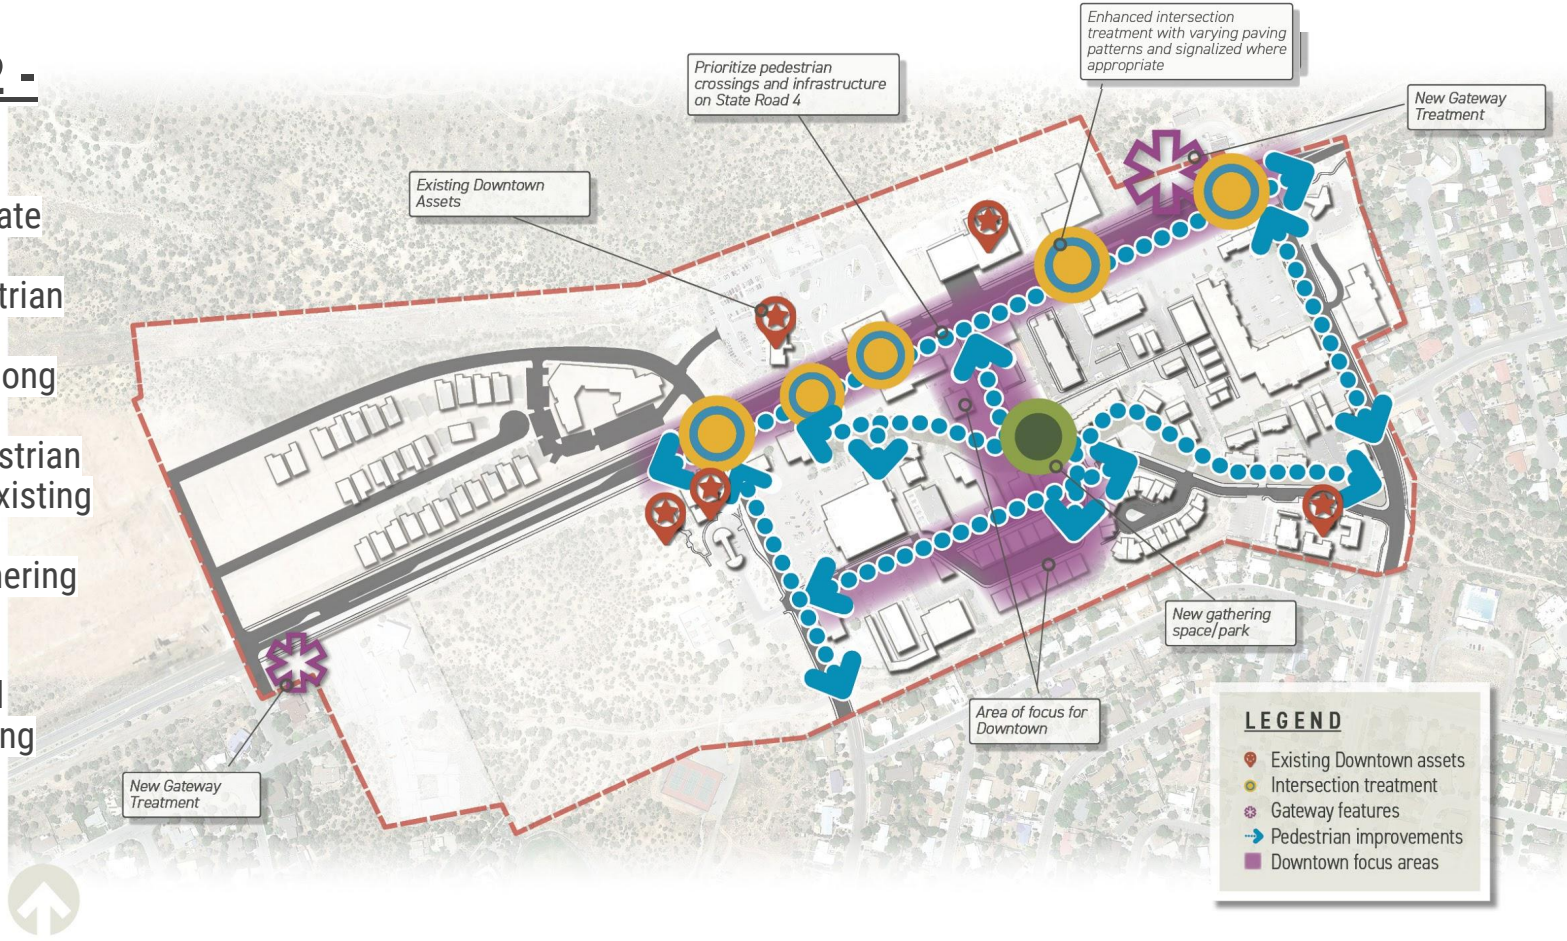 2 -
ate
trian
ong
strian
existing
hering
ng
Enhanced intersection
treatment with varying paving
patterns and signalized where
appropriate
Prioritize pedestrian
crossings and infrastructure
on State Road 4
New Gateway
Treatment
Existing Downtown
Assets
New gathering
space/park
Area of focus for
Downtown
New Gateway
Treatment
LEGEND
Existing Downtown assets
Intersection treatment
Gateway features
Pedestrian improvements
Downtown focus areas